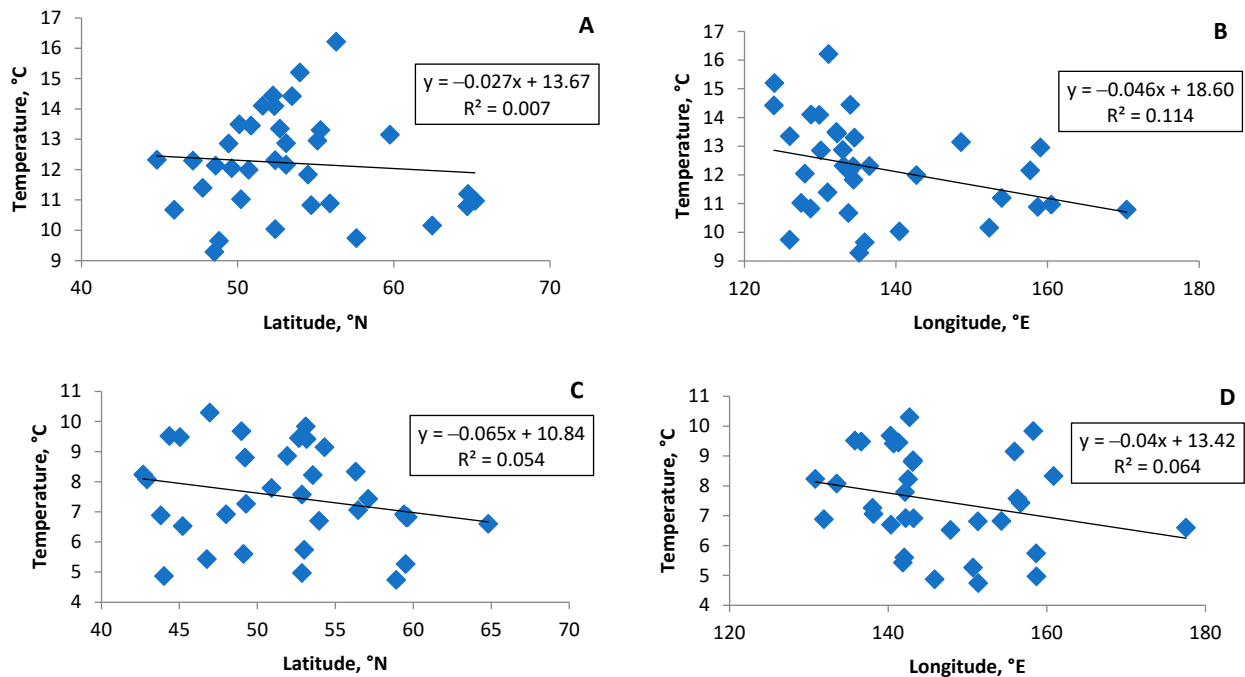 A
17
16
15
14
13
12
11
10
9
Temperature, °C
y = −0.027x + 13.67
R² = 0.007
40
50
60
70
Latitude, °N
B
17
16
15
14
13
12
11
10
9
Temperature, °C
y = −0.046x + 18.60
R² = 0.114
120
140
160
180
Longitude, °E
C
11
10
9
8
7
6
5
4
Temperature, °C
y = −0.065x + 10.84
R² = 0.054
40
45
50
55
60
65
70
Latitude, °N
D
11
10
9
8
7
6
5
4
Temperature, °C
y = −0.04x + 13.42
R² = 0.064
120
140
160
180
Longitude, °E